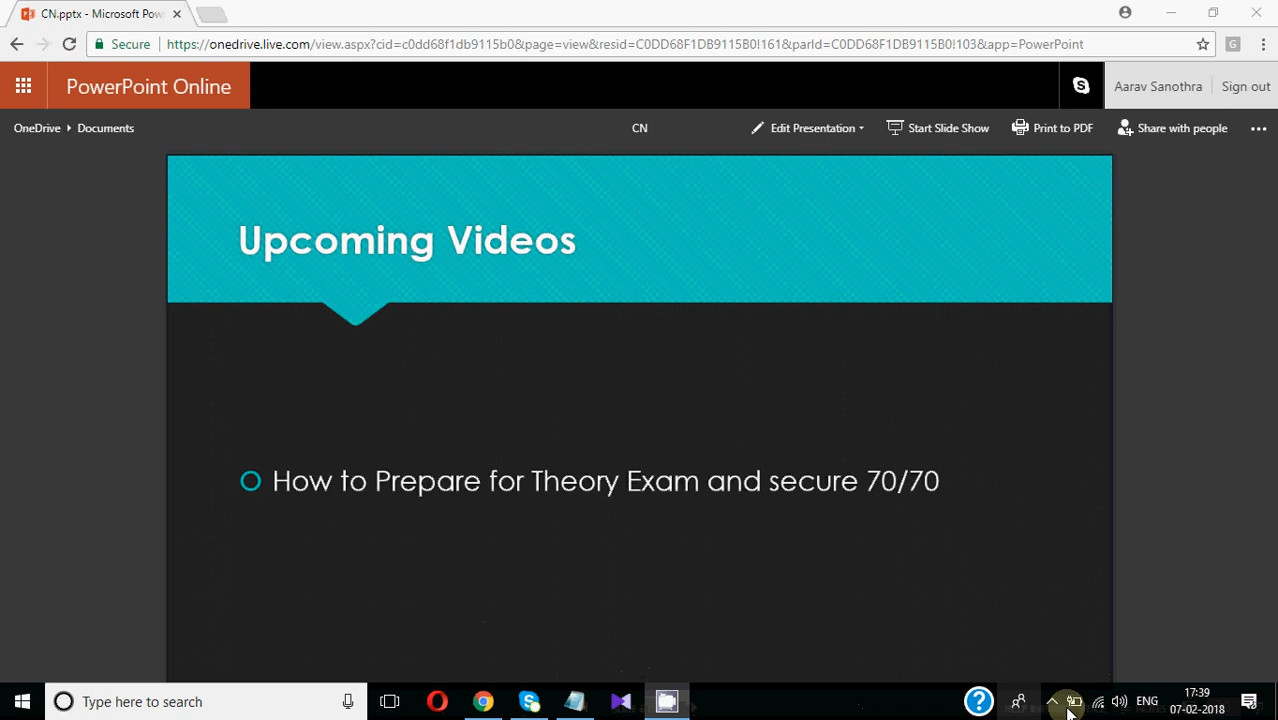 CN.pptx - Microsoft Pow
Secure
https://onedrive.live.com/view.aspx?cid=c0dd68f1db9115b0&page=view&resid=C0DD68F1DB9115B0!161&parId=C0DD68F1DB9115B0!103&app=PowerPoint
G
PowerPoint Online
Aarav Sanothra
Sign out
OneDrive
Documents
CN
Edit Presentation
Start Slide Show
Print to PDF
Share with people
Upcoming Videos
How to Prepare for Theory Exam and secure 70/70
Type here to search
ENG
17:39
07-02-2018